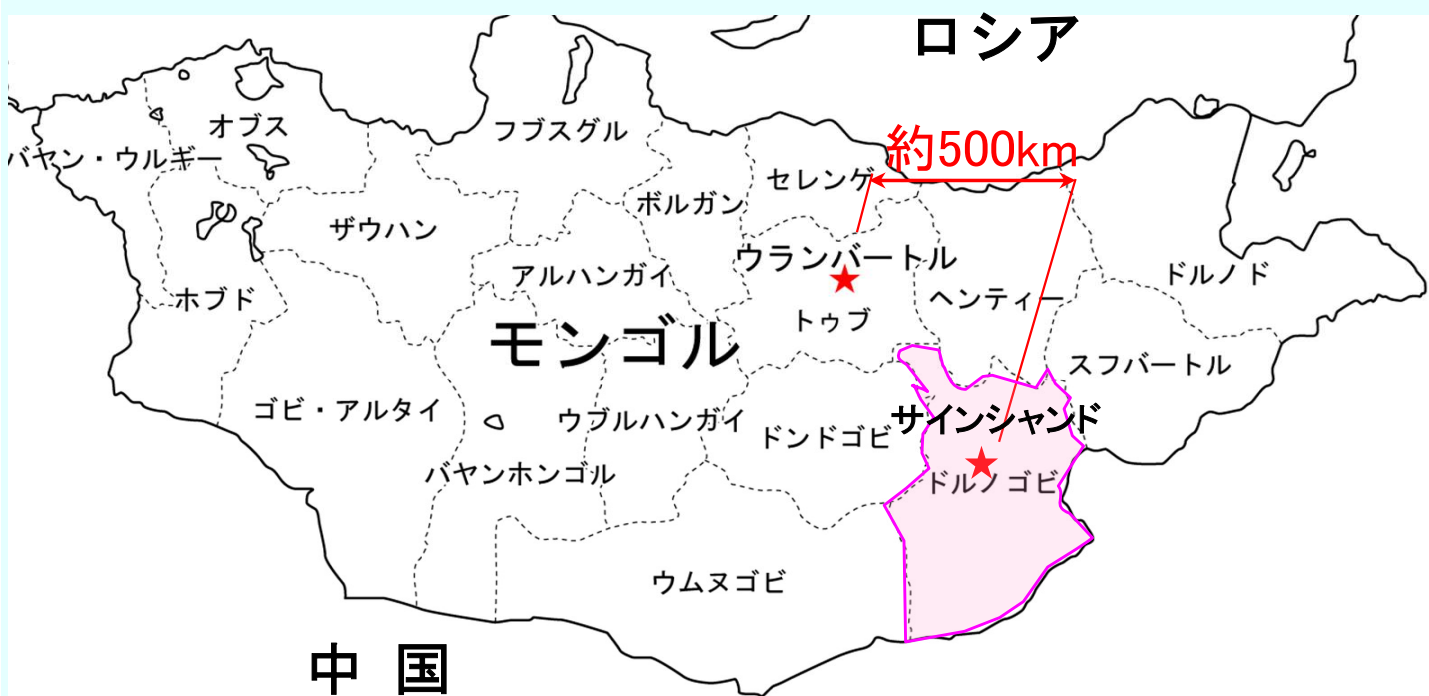 ロシア
オブス
フブスグル
約500km
バヤン・ウルギー
セレンゲ
ボルガン
ザウハン
ウランバートル
アルハンガイ
ドルノド
ホブド
ヘンティー
トゥブ
モンゴル
スフバートル
ゴビ・アルタイ
ウブルハンガイ
サインシャンド
ドンドゴビ
バヤンホンゴル
ドルノゴビ
ウムヌゴビ
中 国